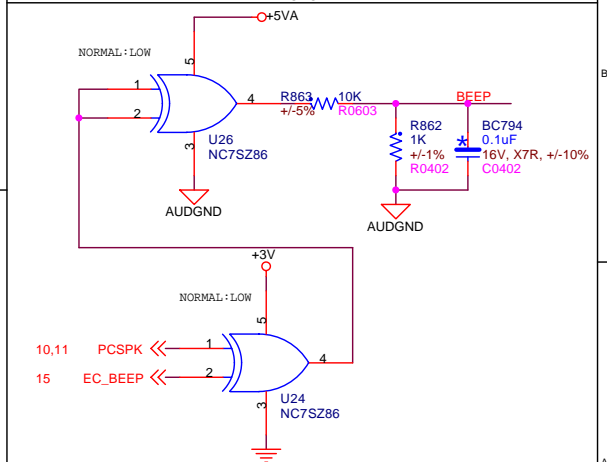 +5VA
NORMAL:LOW
B
5
1
2
4
3
U26
NC7SZ86
AUDGND
R863
10K
+/-5%
R0603
BEEP
R862
1K
+/-1%
R0402
BC794
0.1uF
16V, X7R, +/-10%
C0402
AUDGND
+3V
NORMAL:LOW
5
10,11 PCSPK
1
4
15 EC_BEEP
2
3
U24
NC7SZ86
A